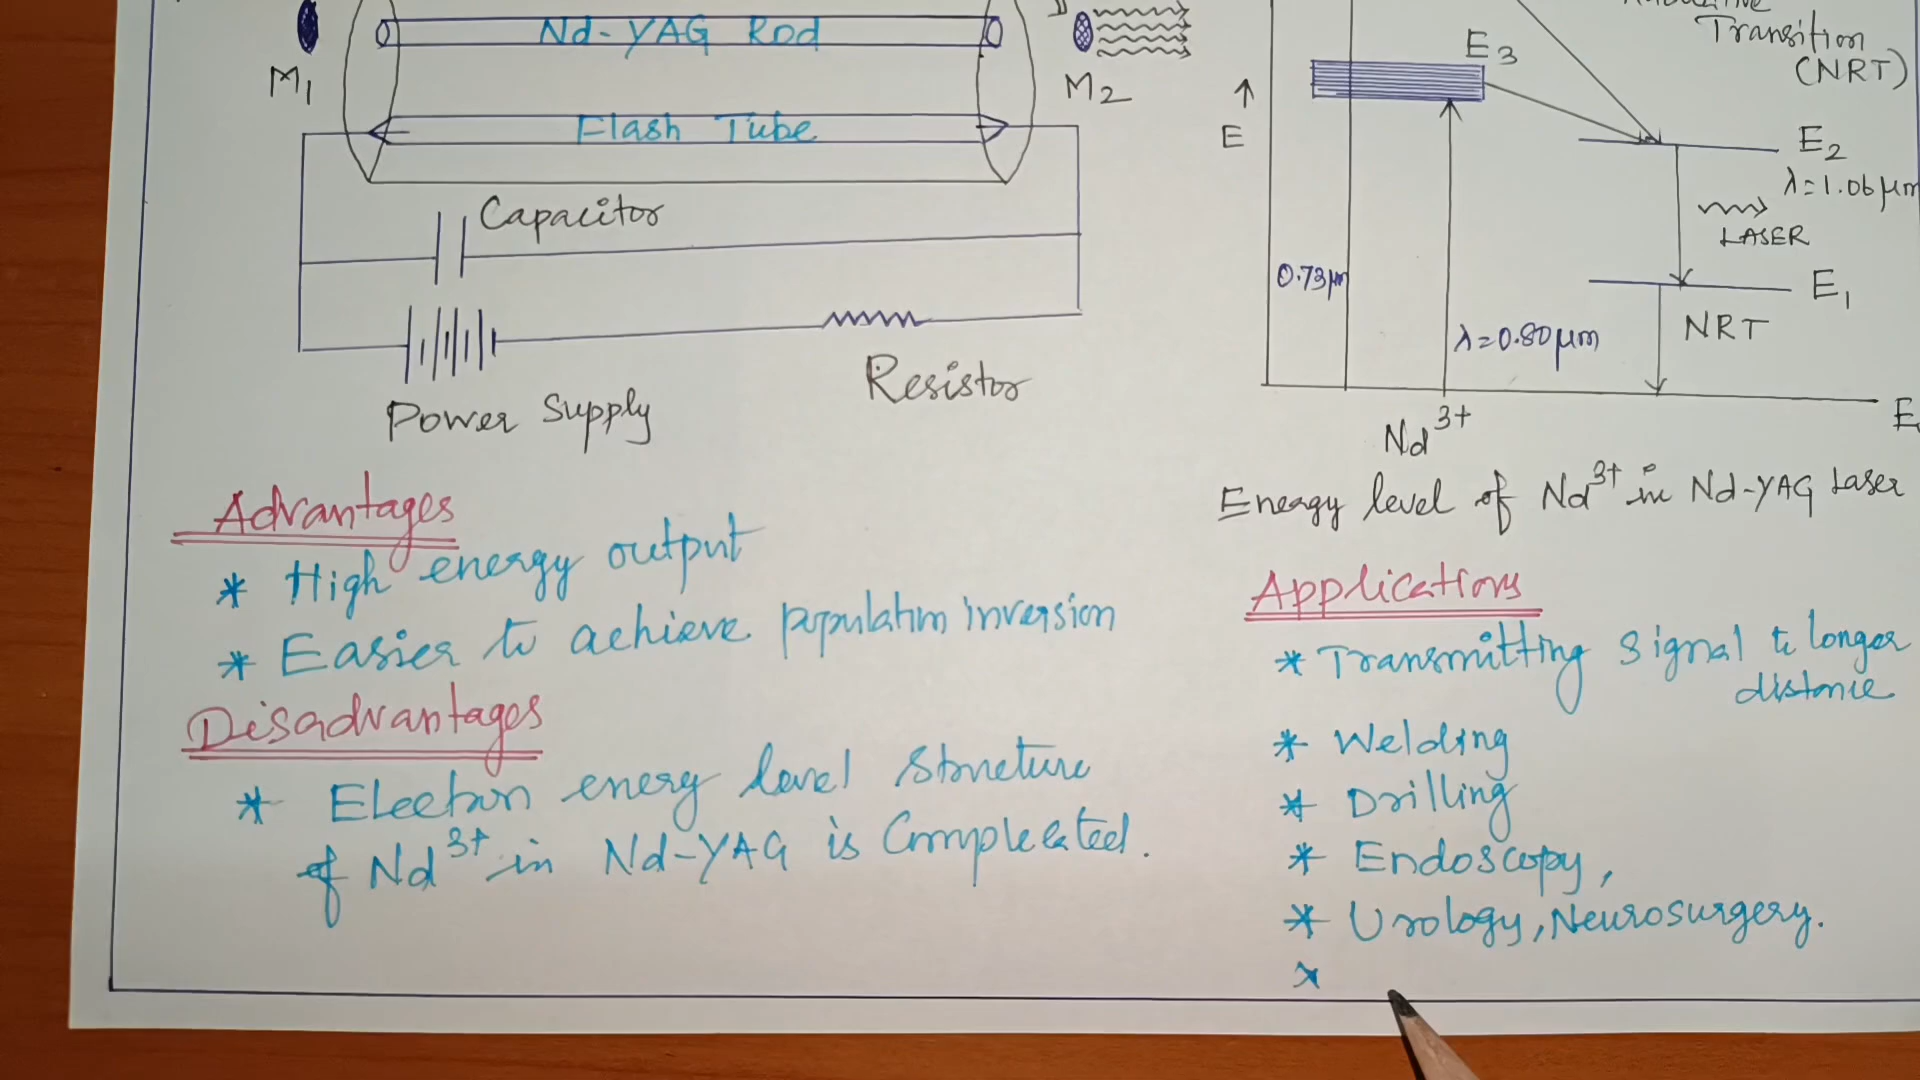 Nd-YAG Rod
M1
M2
Flash Tube
Capacitor
Power Supply
Resistor
Transition
(NRT)
E3
E
E2
λ=1.06μm
LASER
0.73μm
E1
NRT
λ=0.80μm
E
Nd3+
Energy level of Nd3+ in Nd-YAG Laser
Advantages
* High energy output
* Easier to achieve population inversion
Disadvantages
* Electron energy level structure
of Nd3+ in Nd-YAG is Compleated.
Applications
* Transmitting signal to longer
distance
* Welding
* Drilling
* Endoscopy,
* Urology, Neurosurgery.
*